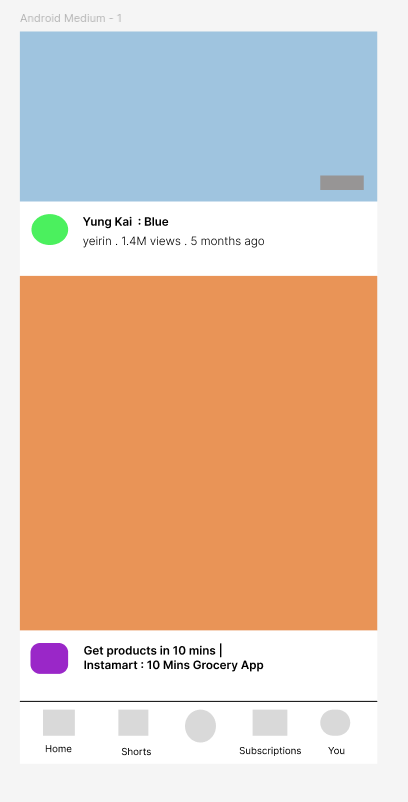 Android Medium - 1
Yung Kai : Blue
yeirin . 1.4M views . 5 months ago
Get products in 10 mins |
Instamart : 10 Mins Grocery App
Home
Shorts
Subscriptions
You